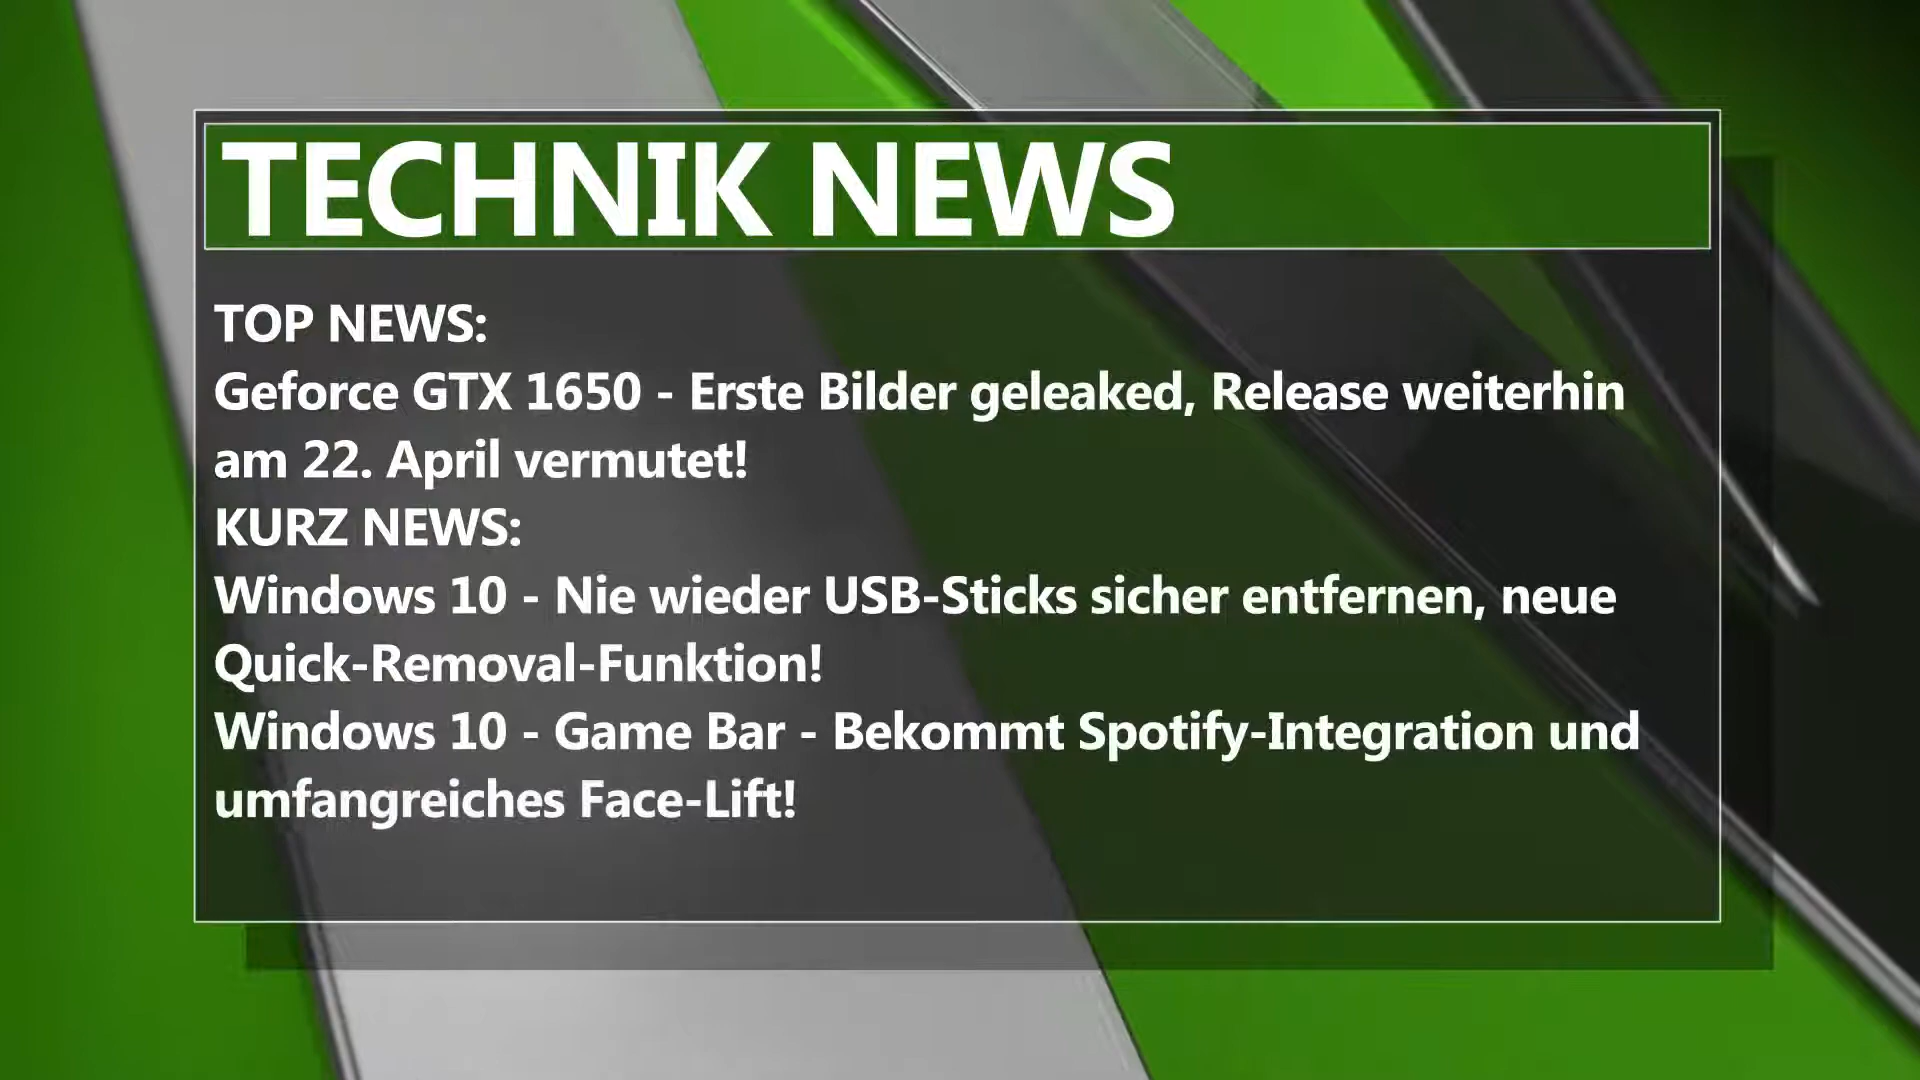 TECHNIK NEWS
TOP NEWS:
Geforce GTX 1650 - Erste Bilder geleaked, Release weiterhin
am 22. April vermutet!
KURZ NEWS:
Windows 10 - Nie wieder USB-Sticks sicher entfernen, neue
Quick-Removal-Funktion!
Windows 10 - Game Bar - Bekommt Spotify-Integration und
umfangreiches Face-Lift!